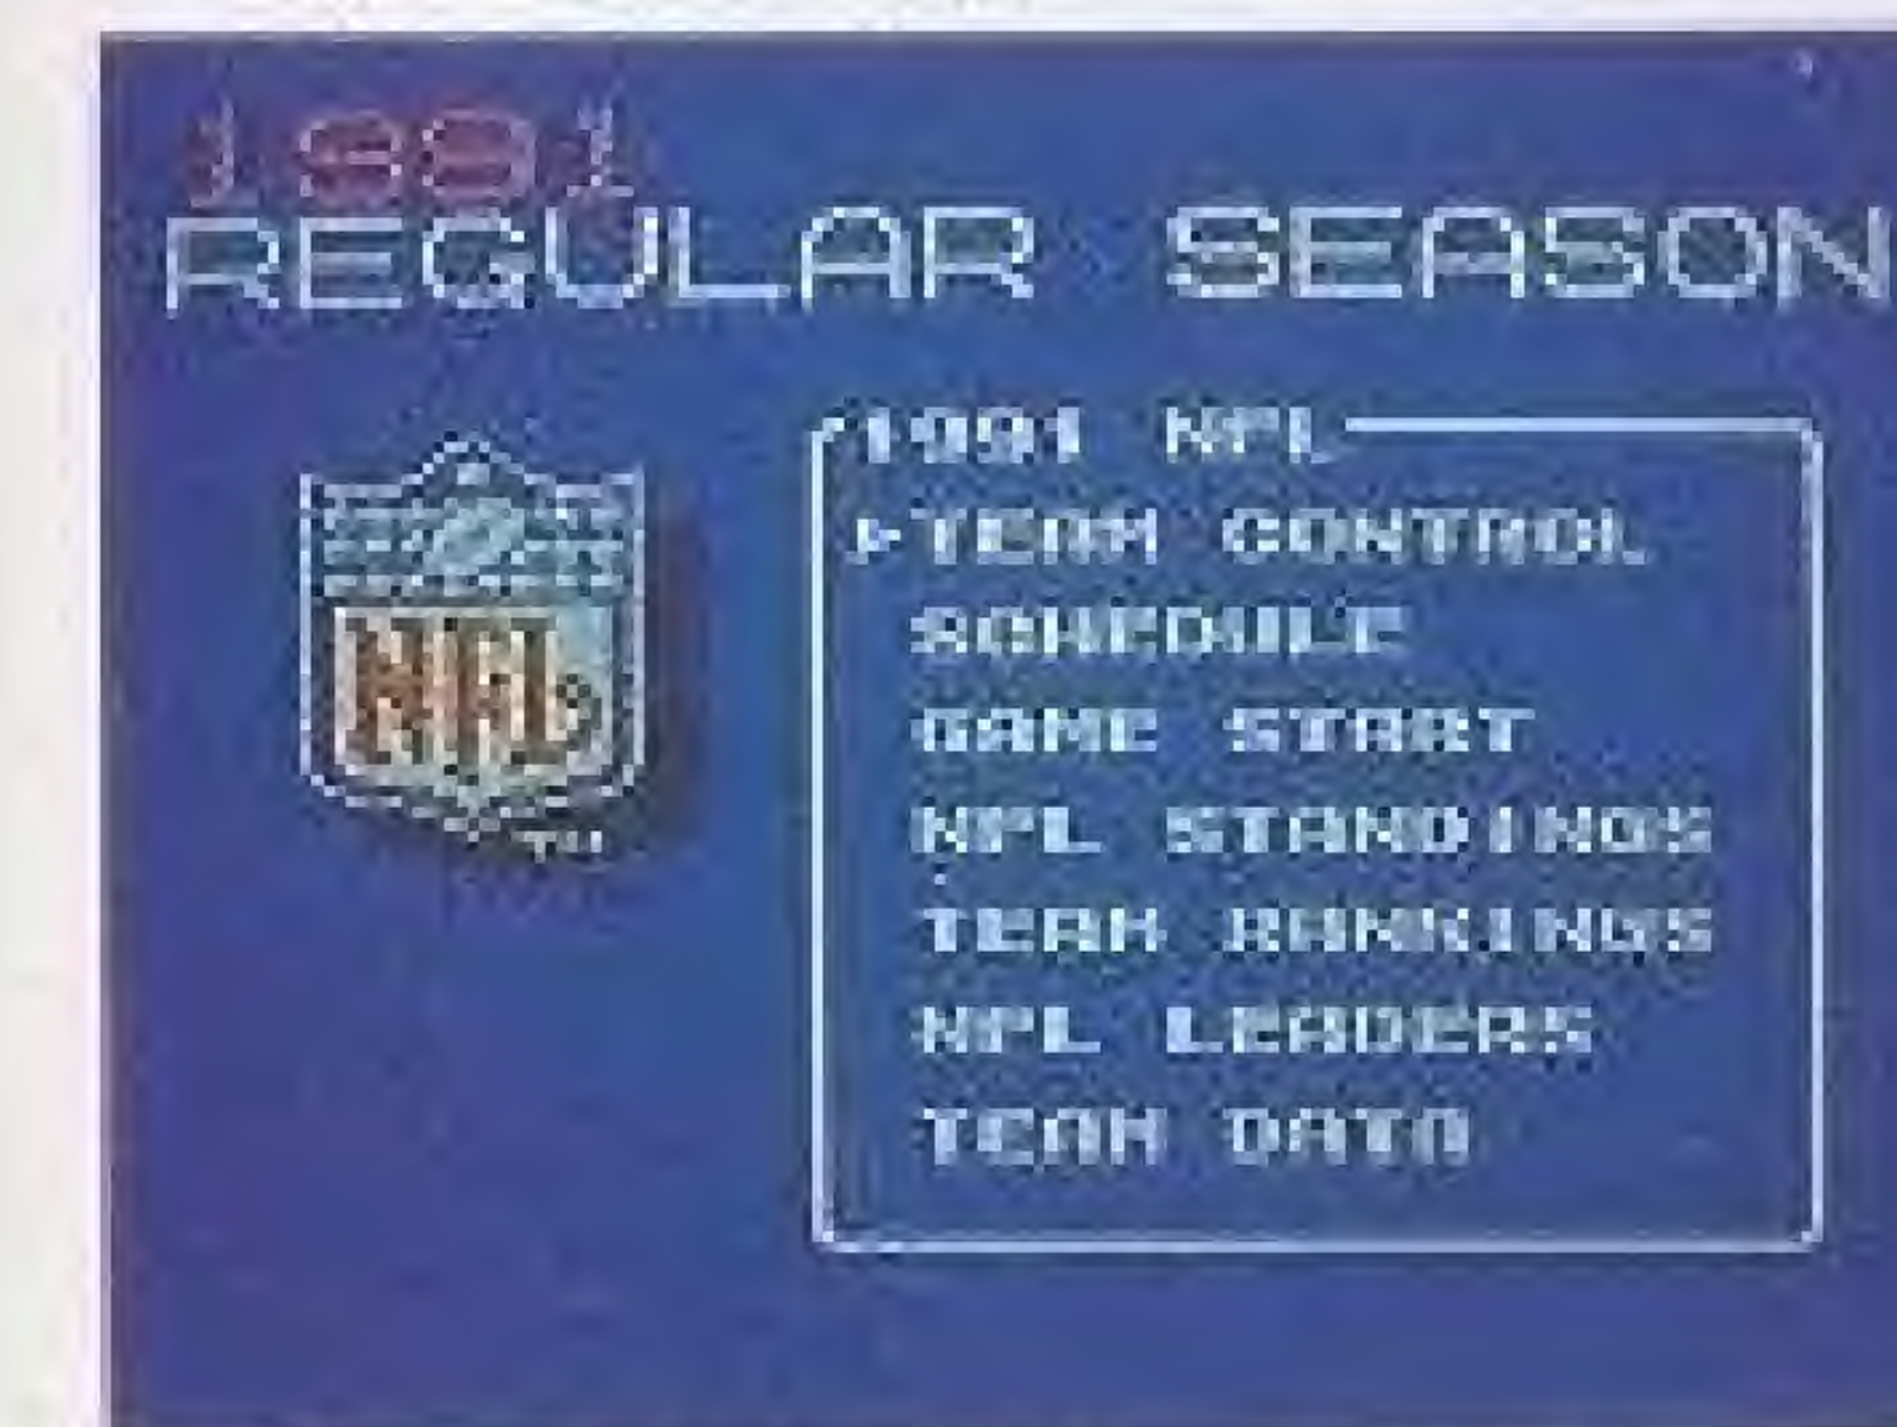 1991
REGULAR SEASON
1991 NFL
TEAM CONTROL
SCHEDULE
GAME START
NFL STANDINGS
TEAM RANKINGS
NFL LEADERS
TEAM DATA
NFL
TM